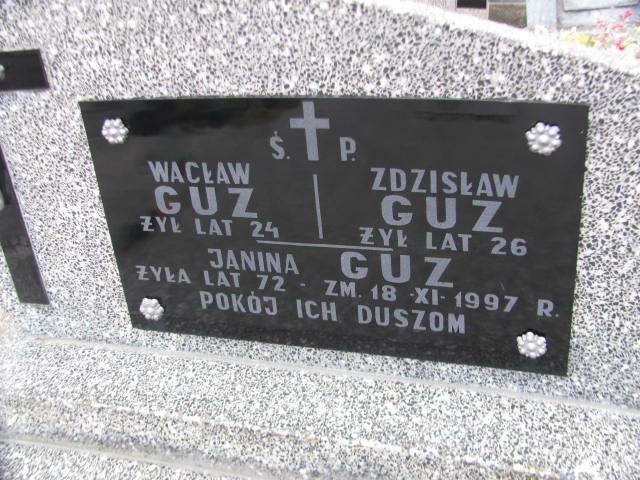 Ś. P.
WACŁAW
GUZ
ŻYŁ LAT 24
ZDZISŁAW
GUZ
ŻYŁ LAT 26
JANINA GUZ
ŻYŁA LAT 72 - ZM. 18 -XI- 1997 R.
POKÓJ ICH DUSZOM